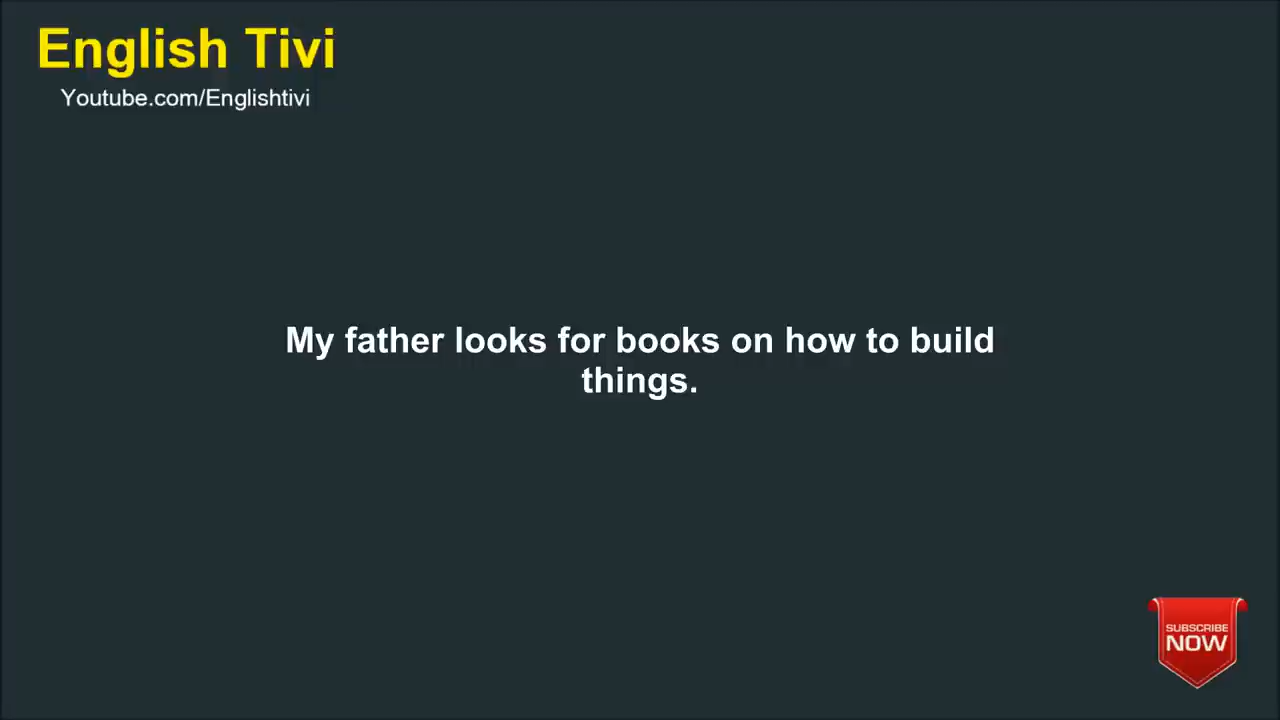 English Tivi
Youtube.com/Englishtivi
My father looks for books on how to build
things.
SUBSCRIBE
NOW